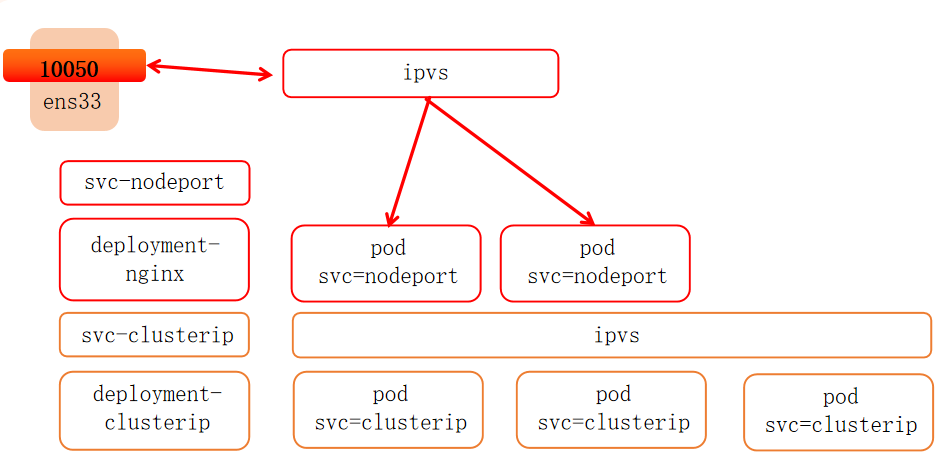 10050
ens33
ipvs
svc-nodeport
deployment-
nginx
pod
svc=nodeport
pod
svc=nodeport
svc-clusterip
ipvs
deployment-
clusterip
pod
svc=clusterip
pod
svc=clusterip
pod
svc=clusterip